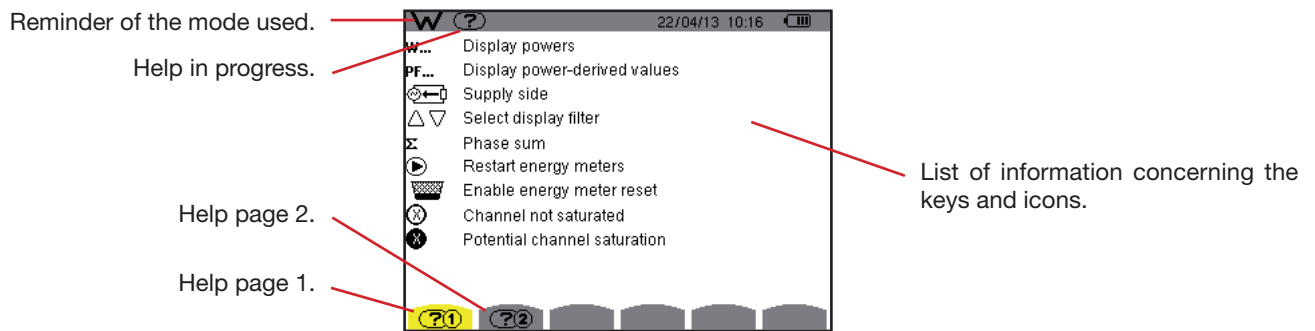 Reminder of the mode used.
Help in progress.
Help page 2.
Help page 1.
W ? 22/04/13 10:16
W... Display powers
PF... Display power-derived values
Supply side
Select display filter
Σ Phase sum
Restart energy meters
Enable energy meter reset
X Channel not saturated
X Potential channel saturation
?1 ?2
List of information concerning the
keys and icons.